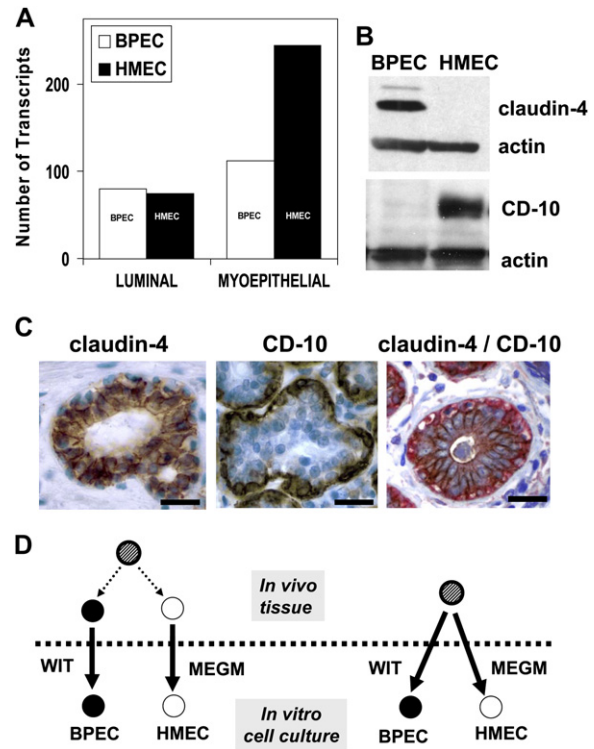 A
BPEC
HMEC
Number of Transcripts
200
100
0
BPEC
HMEC
BPEC
HMEC
LUMINAL
MYOEPITHELIAL
B
BPEC HMEC
claudin-4
actin
CD-10
actin
C
claudin-4
CD-10
claudin-4 / CD-10
D
In vivo
tissue
WIT
MEGM
WIT
MEGM
BPEC
HMEC
In vitro
cell culture
BPEC
HMEC